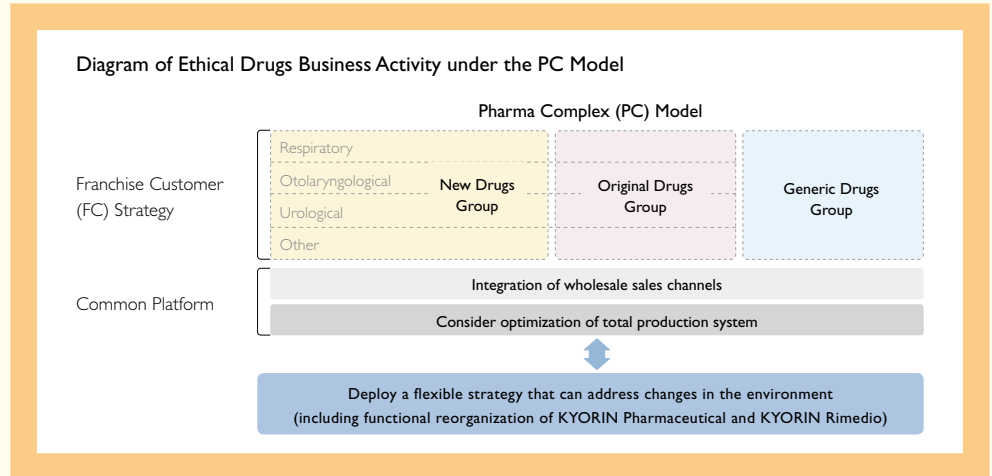 Diagram of Ethical Drugs Business Activity under the PC Model
Pharma Complex (PC) Model
Franchise Customer
(FC) Strategy
Respiratory
Otolaryngological
Urological
Other
New Drugs
Group
Original Drugs
Group
Generic Drugs
Group
Common Platform
Integration of wholesale sales channels
Consider optimization of total production system
Deploy a flexible strategy that can address changes in the environment
(including functional reorganization of KYORIN Pharmaceutical and KYORIN Rimedio)